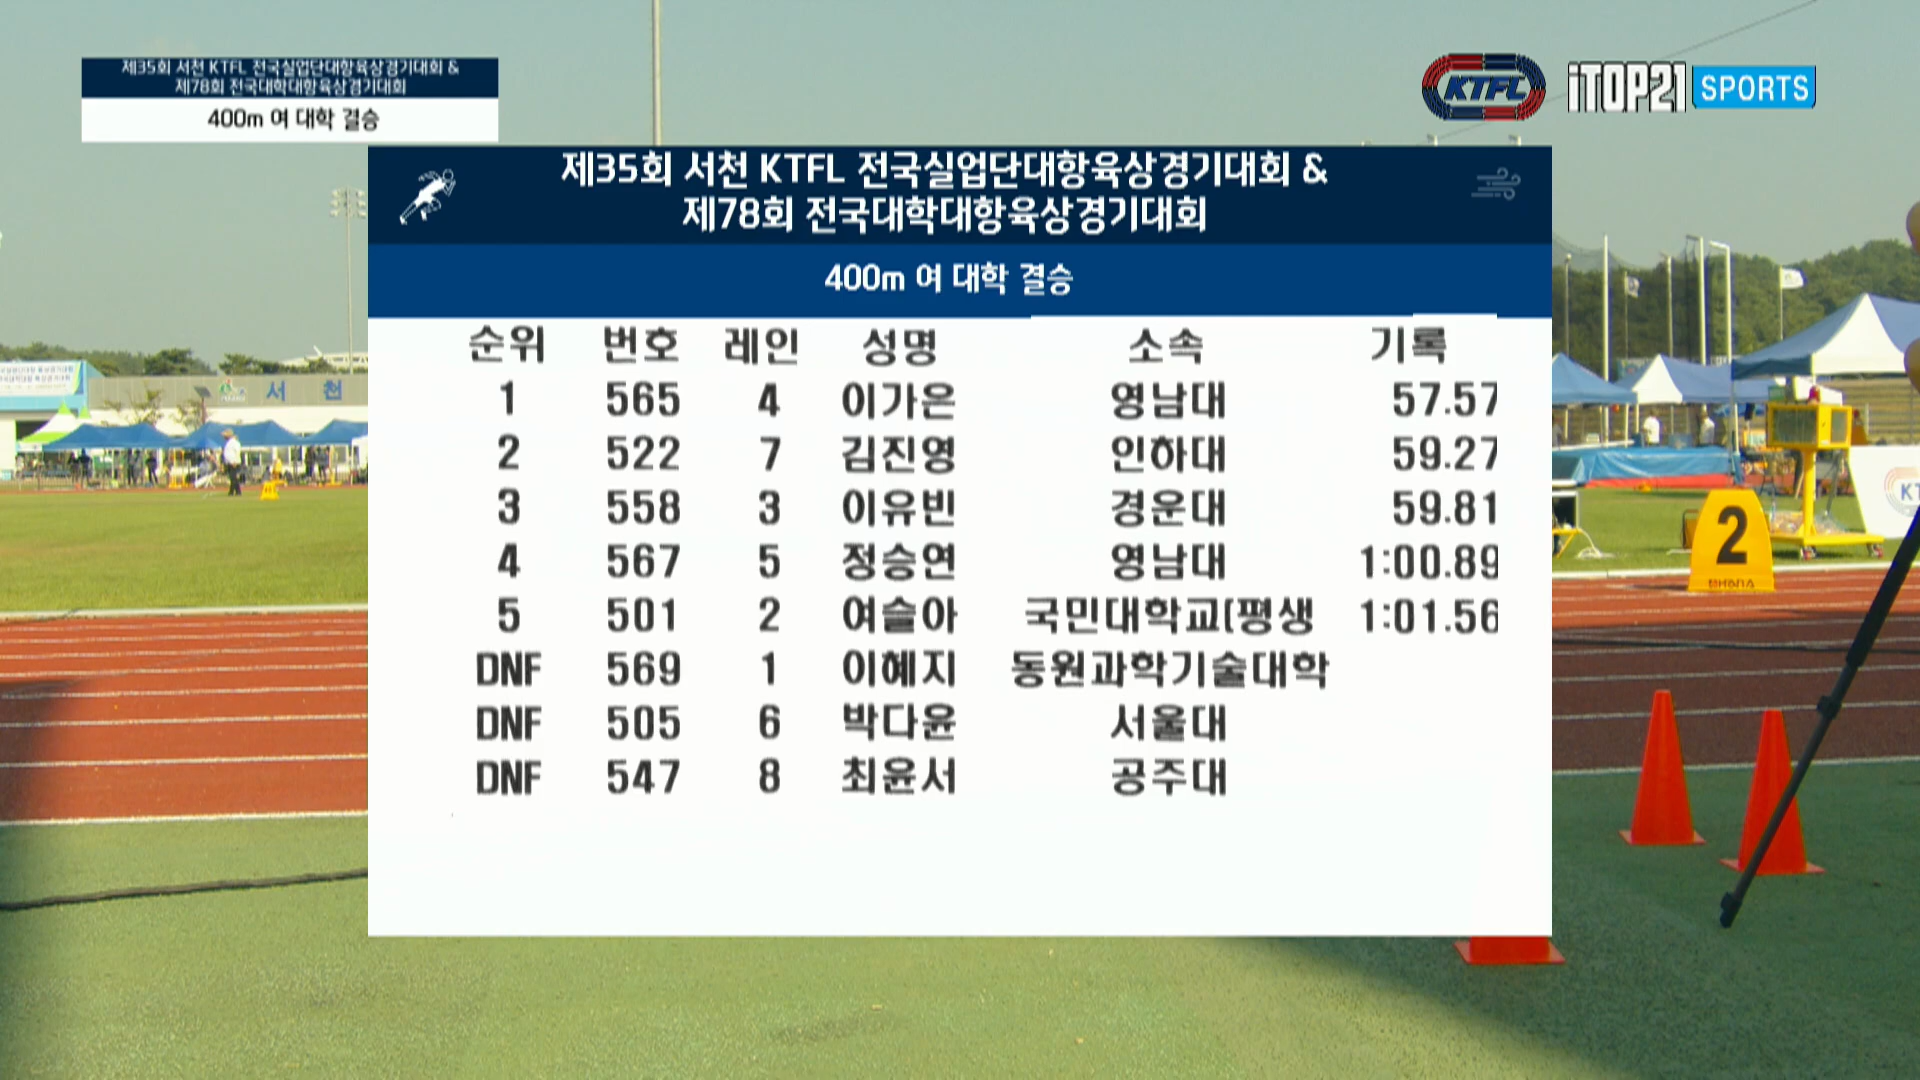 제35회 서천 KTFL 전국실업단대항육상경기대회 &
제78회 전국대학대항육상경기대회
400m 여 대학 결승
KTFL
iTOP21 SPORTS
제35회 서천 KTFL 전국실업단대항육상경기대회 &
제78회 전국대학대항육상경기대회
400m 여 대학 결승
순위 번호 레인 성명 소속 기록
1 565 4 이가은 영남대 57.57
2 522 7 김진영 인하대 59.27
3 558 3 이유빈 경운대 59.81
4 567 5 정승연 영남대 1:00.89
5 501 2 여슬아 국민대학교(평생 1:01.56
DNF 569 1 이혜지 동원과학기술대학
DNF 505 6 박다윤 서울대
DNF 547 8 최윤서 공주대
서 천
2
KT